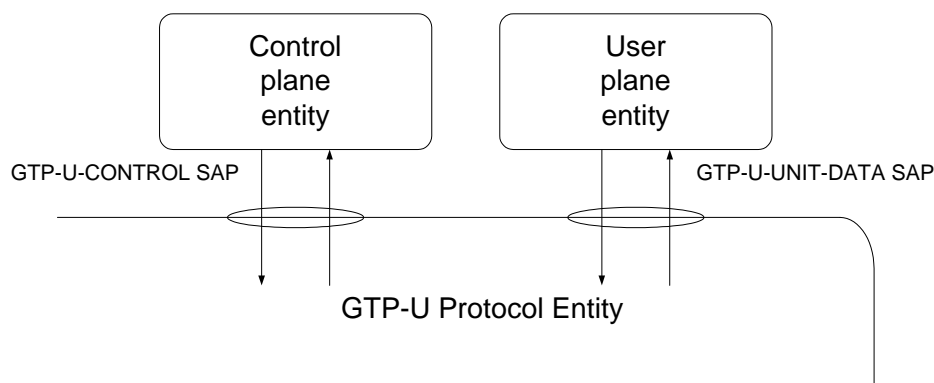 Control
plane
entity
User
plane
entity
GTP-U-CONTROL SAP
GTP-U-UNIT-DATA SAP
GTP-U Protocol Entity